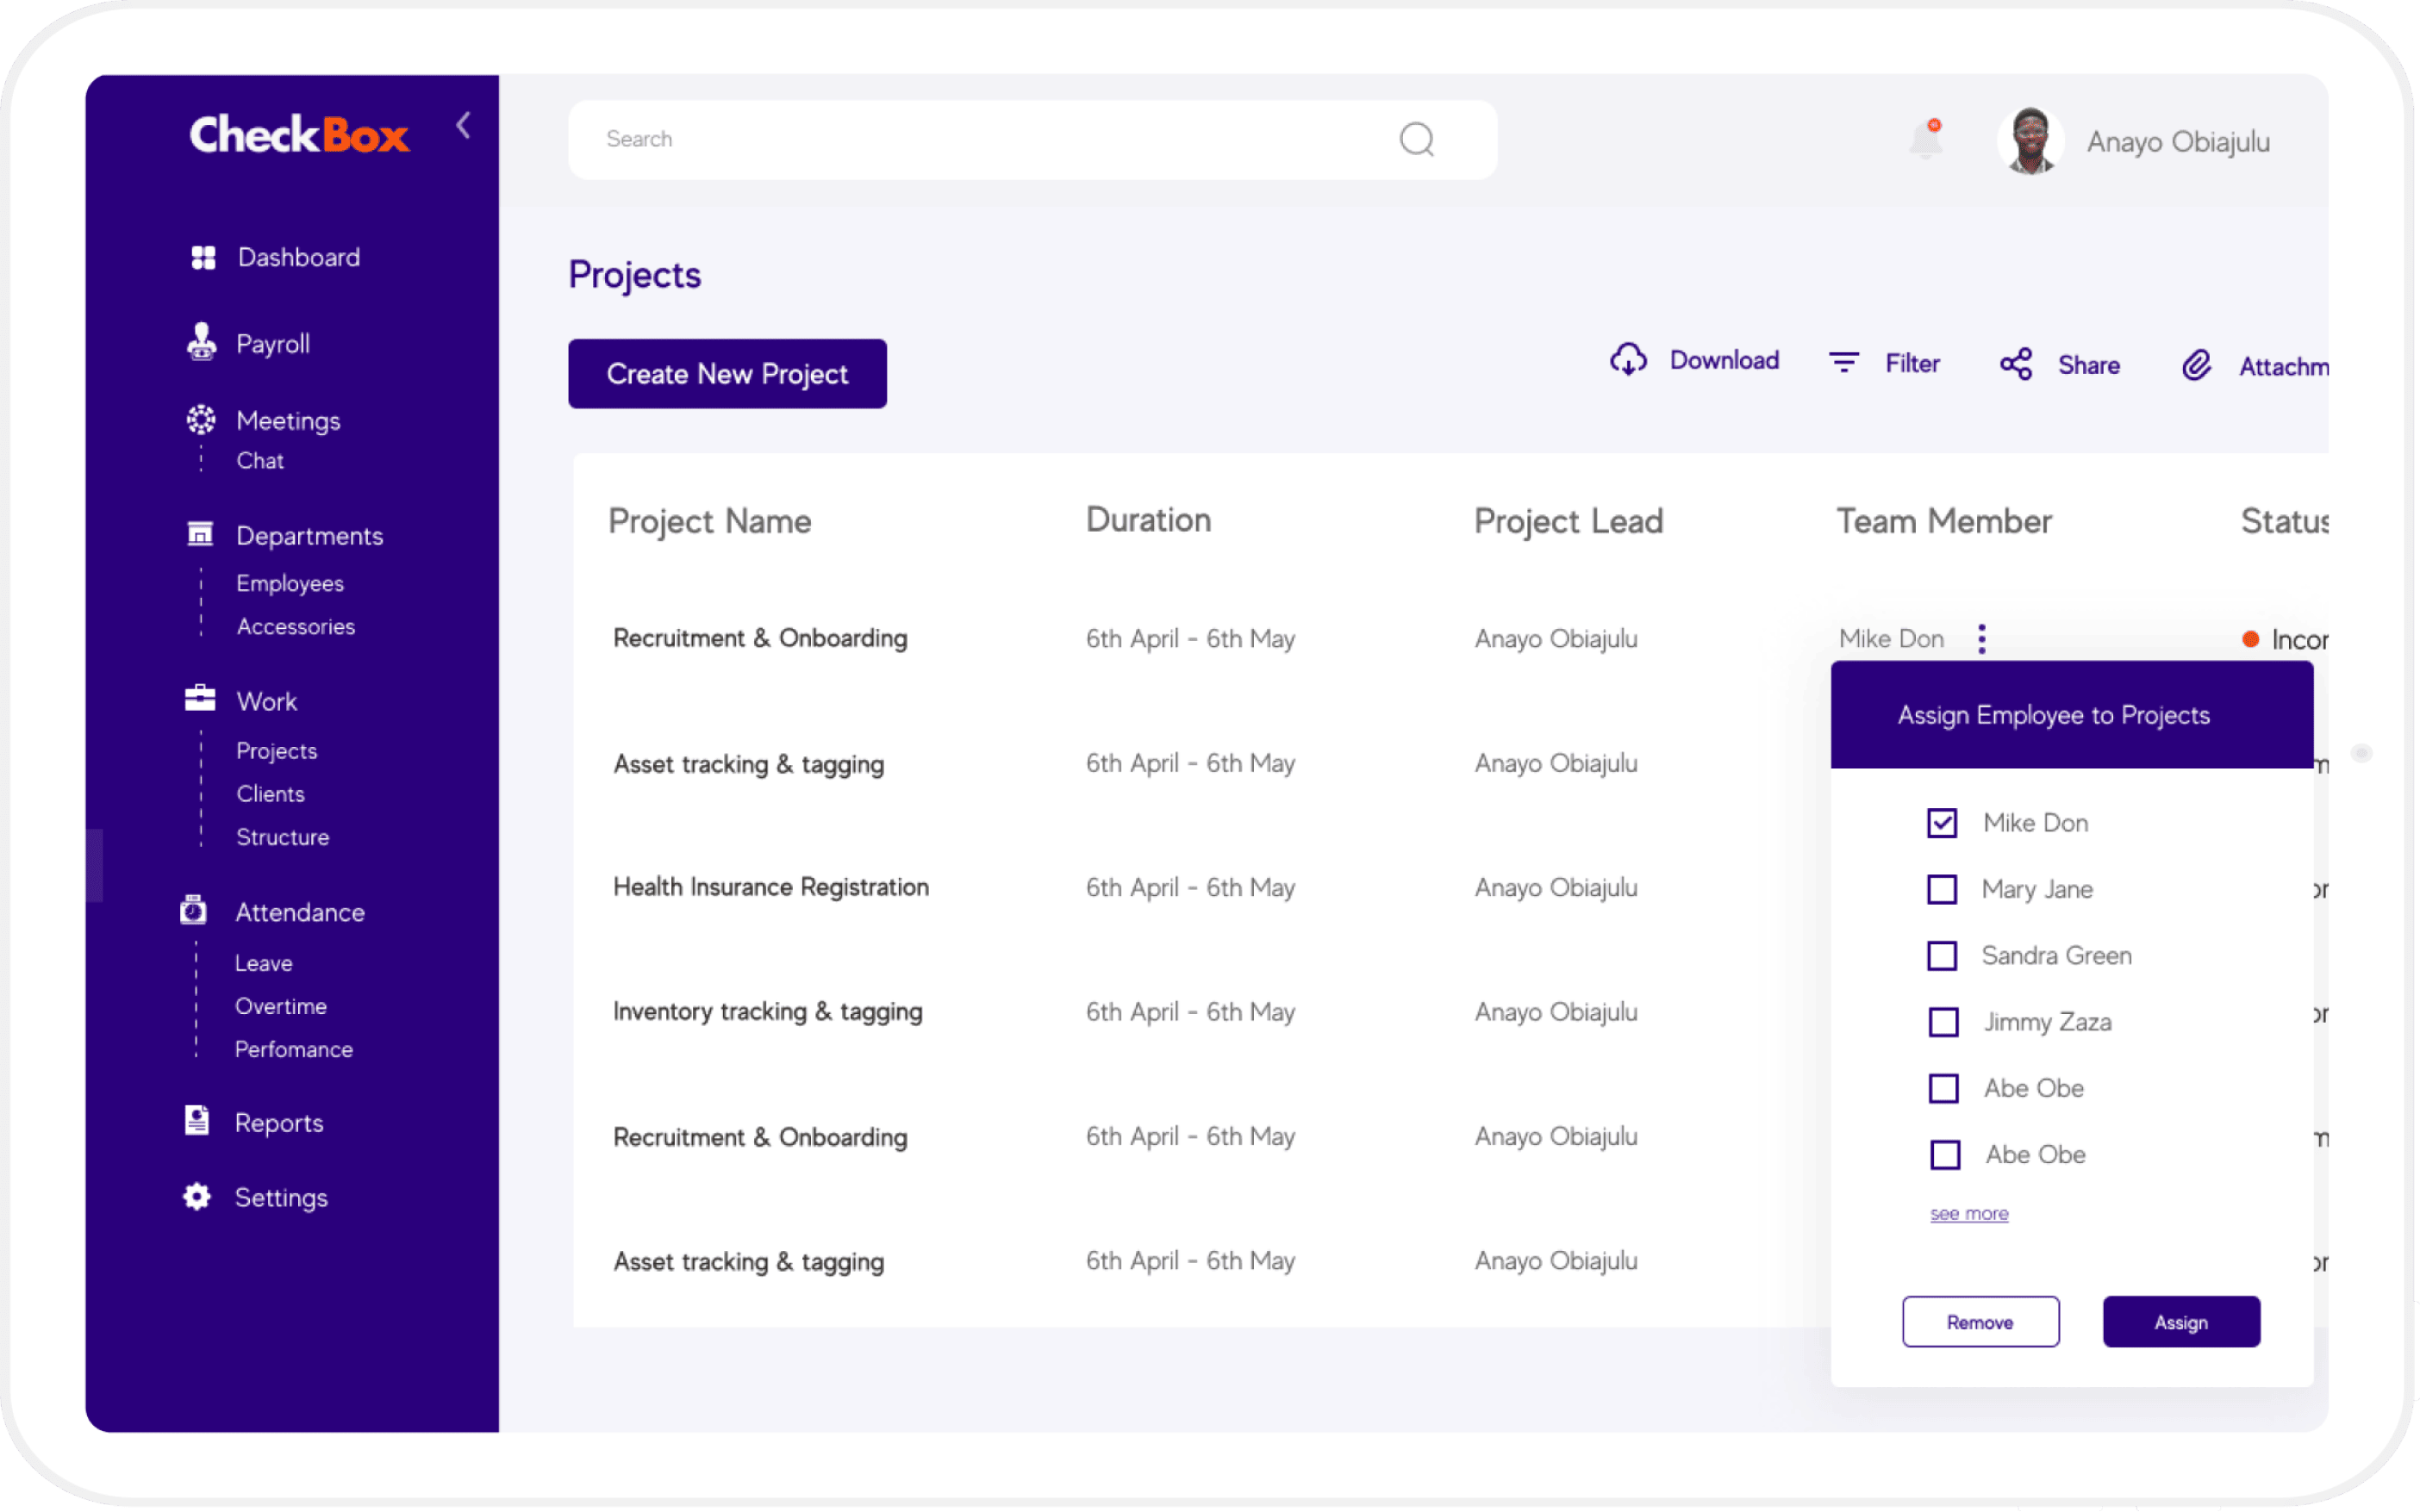 CheckBox
Search
Anayo Obiajulu
Dashboard
Payroll
Meetings
Chat
Departments
Employees
Accessories
Work
Projects
Clients
Structure
Attendance
Leave
Overtime
Perfomance
Reports
Settings
Projects
Create New Project
Download Filter Share Attachm
Project Name Duration Project Lead Team Member Status
Recruitment & Onboarding 6th April - 6th May Anayo Obiajulu Mike Don Incor
Asset tracking & tagging 6th April - 6th May Anayo Obiajulu
Health Insurance Registration 6th April - 6th May Anayo Obiajulu
Inventory tracking & tagging 6th April - 6th May Anayo Obiajulu
Recruitment & Onboarding 6th April - 6th May Anayo Obiajulu
Asset tracking & tagging 6th April - 6th May Anayo Obiajulu
Assign Employee to Projects
Mike Don
Mary Jane
Sandra Green
Jimmy Zaza
Abe Obe
Abe Obe
see more
Remove Assign